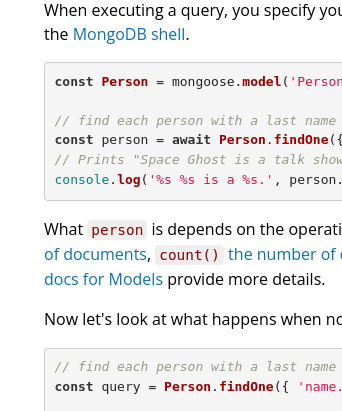 When executing a query, you specify you
the MongoDB shell.
const Person = mongoose.model('Person
// find each person with a last name
const person = await Person.findOne({
// Prints "Space Ghost is a talk show
console.log('%s %s is a %s.', person.
What person is depends on the operati
of documents, count() the number of
docs for Models provide more details.
Now let's look at what happens when no
// find each person with a last name
const query = Person.findOne({ 'name.